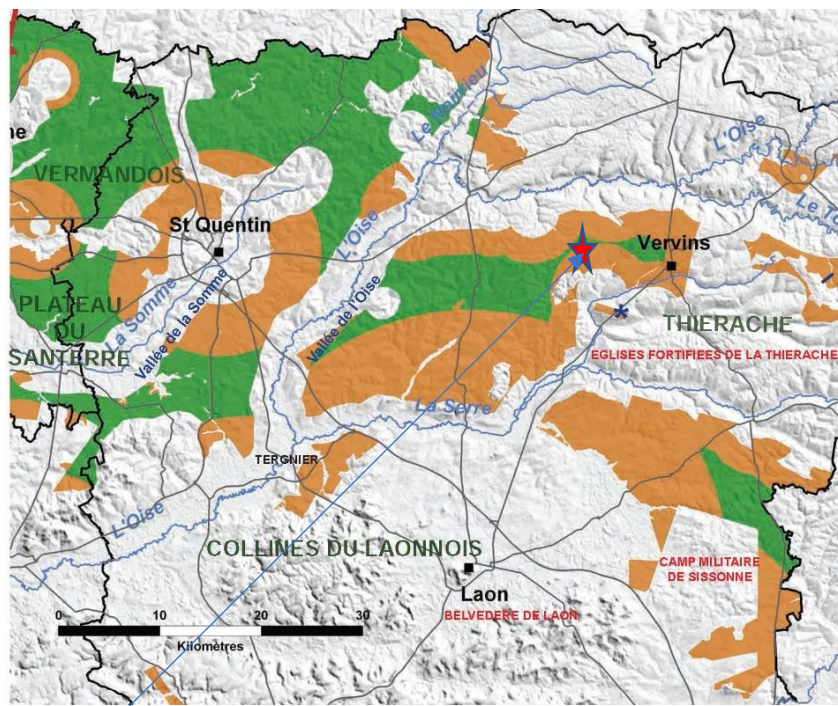 ne
VERMANDOIS
St Quentin
Le Noirrieu
L'Oise
L'Oise
Vervins
PLATEAU
DU
SANTERRE
La Somme
Vallée de la Somme
Vallée de l'Oise
THIERACHE
EGLISES FORTIFIEES DE LA THIERACHE
La Serre
TERGNIER
L'Oise
COLLINES DU LAONNOIS
CAMP MILITAIRE
DE SISSONNE
Laon
BELVEDERE DE LAON
0 10 20 30
Kilomètres